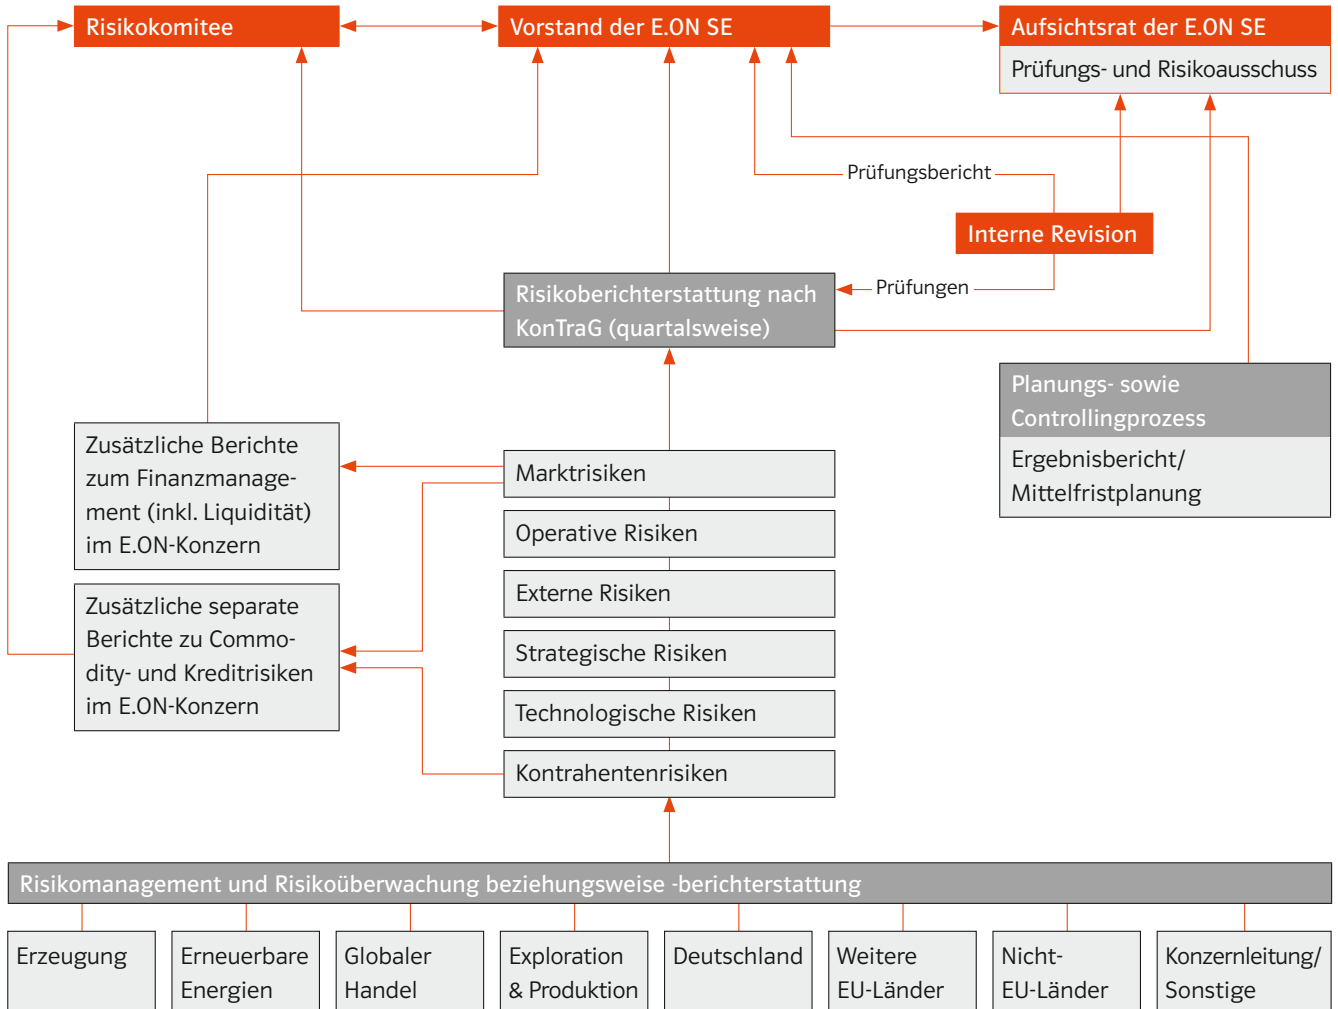 Risikokomitee
Vorstand der E.ON SE
Aufsichtsrat der E.ON SE
Prüfungs- und Risikoausschuss
Prüfungsbericht
Interne Revision
Prüfungen
Risikoberichterstattung nach
KonTraG (quartalsweise)
Planungs- sowie
Controllingprozess
Ergebnisbericht/
Mittelfristplanung
Zusätzliche Berichte
zum Finanzmanage-
ment (inkl. Liquidität)
im E.ON-Konzern
Zusätzliche separate
Berichte zu Commo-
dity- und Kreditrisiken
im E.ON-Konzern
Marktrisiken
Operative Risiken
Externe Risiken
Strategische Risiken
Technologische Risiken
Kontrahentenrisiken
Risikomanagement und Risikoüberwachung beziehungsweise -berichterstattung
Erzeugung
Erneuerbare
Energien
Globaler
Handel
Exploration
& Produktion
Deutschland
Weitere
EU-Länder
Nicht-
EU-Länder
Konzernleitung/
Sonstige